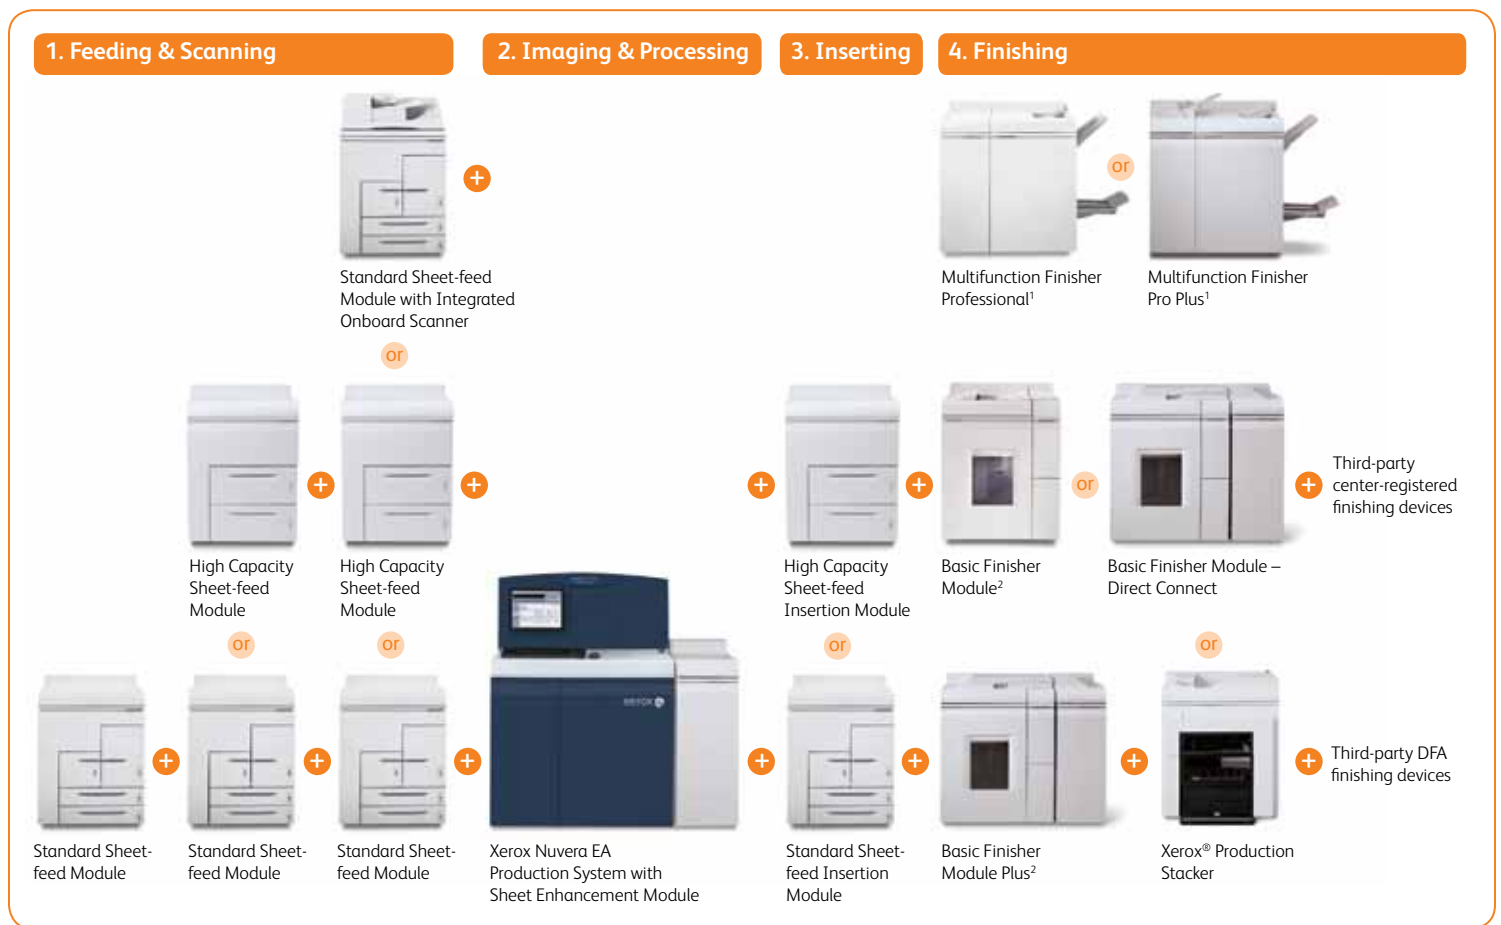 1. Feeding & Scanning
2. Imaging & Processing
3. Inserting
4. Finishing
Standard Sheet-feed
Module with Integrated
Onboard Scanner
or
Multifunction Finisher
Professional¹
or
Multifunction Finisher
Pro Plus¹
High Capacity
Sheet-feed
Module
or
+
High Capacity
Sheet-feed
Module
or
+
+
+
High Capacity
Sheet-feed
Insertion Module
or
+
Basic Finisher
Module²
or
Basic Finisher Module –
Direct Connect
or
+
Third-party
center-registered
finishing devices
Standard Sheet-
feed Module
+
Standard Sheet-
feed Module
+
Standard Sheet-
feed Module
+
xerox
Xerox Nuvera EA
Production System with
Sheet Enhancement Module
+
Standard Sheet-
feed Insertion
Module
+
Basic Finisher
Module Plus²
+
Xerox® Production
Stacker
+
Third-party DFA
finishing devices